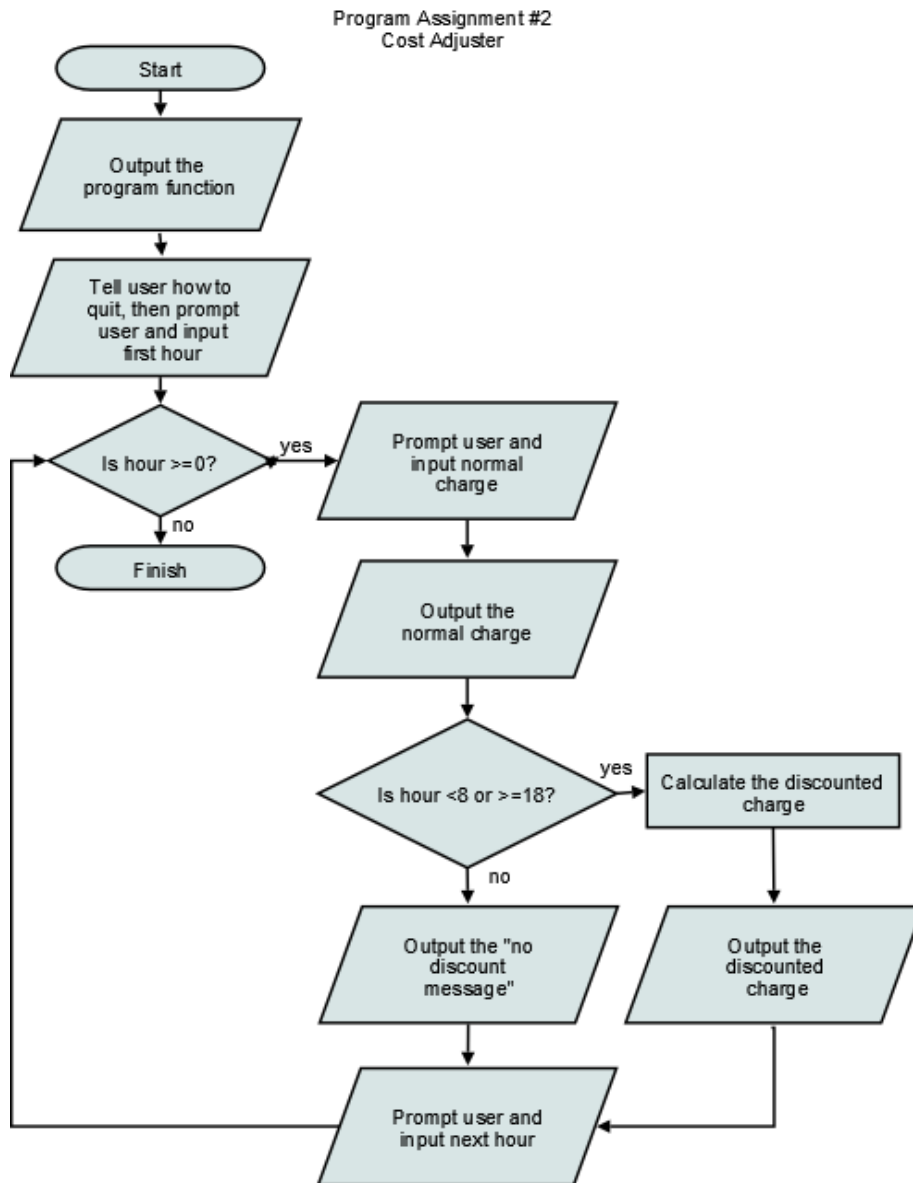 Program Assignment #2
Cost Adjuster
Start
Output the
program function
Tell user how to
quit, then prompt
user and input
first hour
Is hour >=0?
yes
no
Finish
Prompt user and
input normal
charge
Output the
normal charge
Is hour <8 or >=18?
yes
Calculate the discounted
charge
no
Output the "no
discount
message"
Output the
discounted
charge
Prompt user and
input next hour